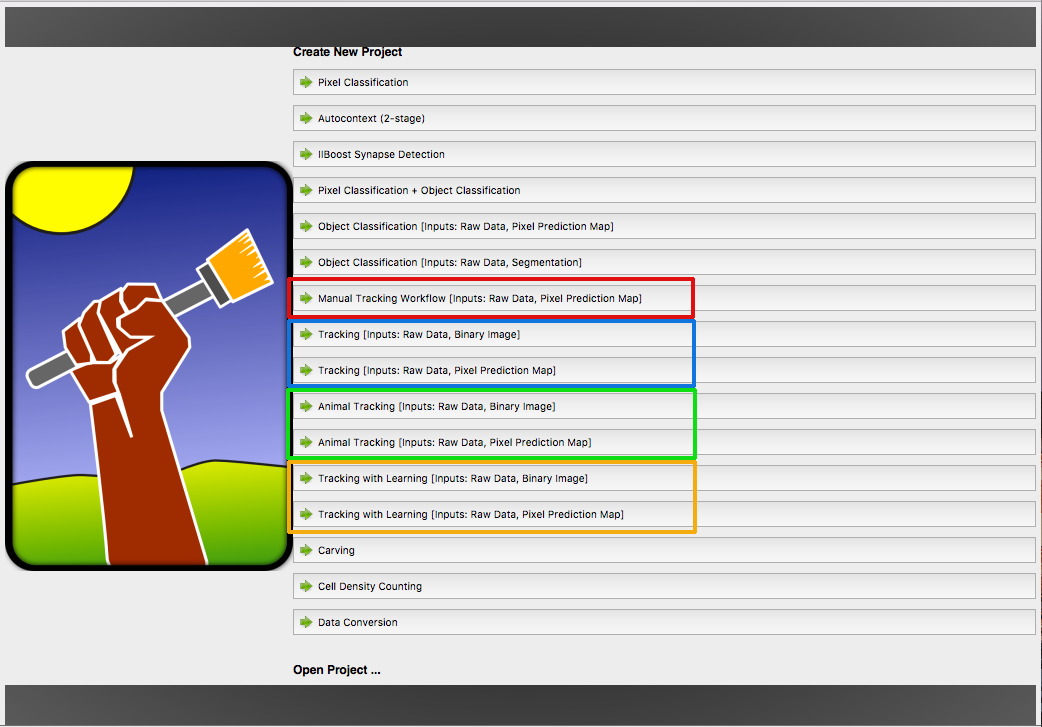 Create New Project
Pixel Classification
Autocontext (2-stage)
IIBoost Synapse Detection
Pixel Classification + Object Classification
Object Classification [Inputs: Raw Data, Pixel Prediction Map]
Object Classification [Inputs: Raw Data, Segmentation]
Manual Tracking Workflow [Inputs: Raw Data, Pixel Prediction Map]
Tracking [Inputs: Raw Data, Binary Image]
Tracking [Inputs: Raw Data, Pixel Prediction Map]
Animal Tracking [Inputs: Raw Data, Binary Image]
Animal Tracking [Inputs: Raw Data, Pixel Prediction Map]
Tracking with Learning [Inputs: Raw Data, Binary Image]
Tracking with Learning [Inputs: Raw Data, Pixel Prediction Map]
Carving
Cell Density Counting
Data Conversion
Open Project ...